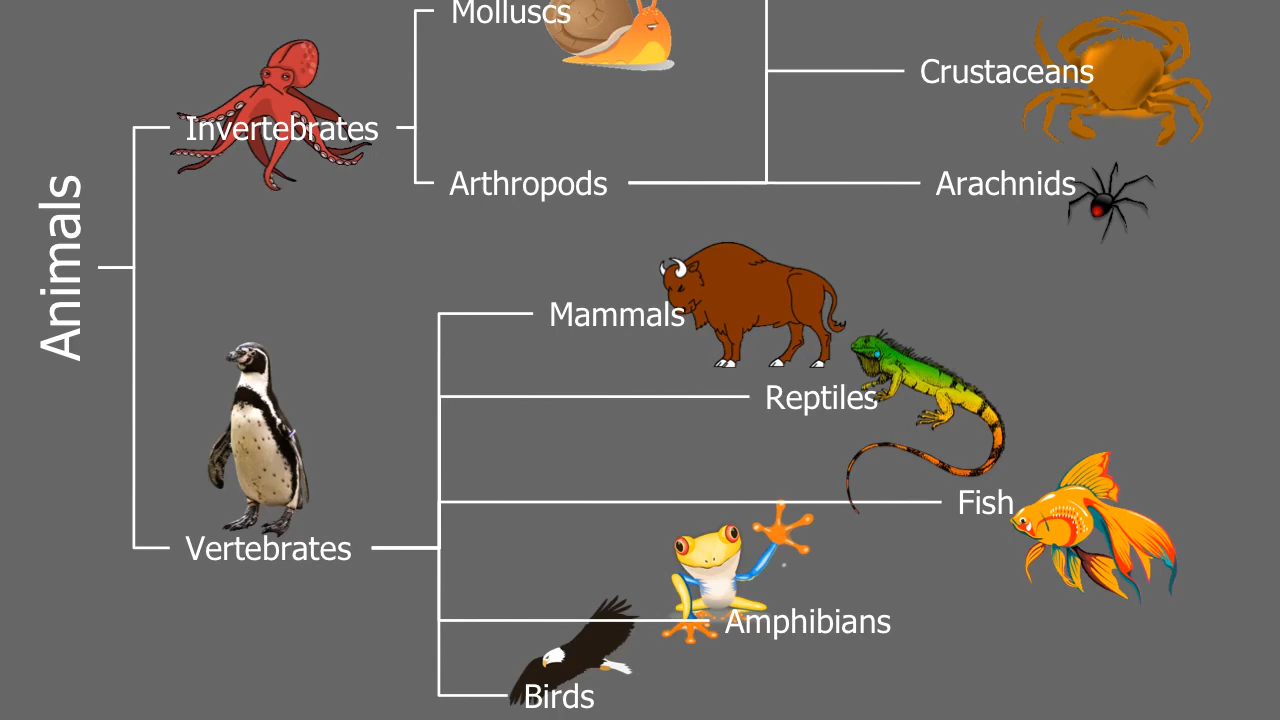 Molluscs
Crustaceans
Invertebrates
Arthropods
Arachnids
Animals
Mammals
Reptiles
Fish
Vertebrates
Amphibians
Birds